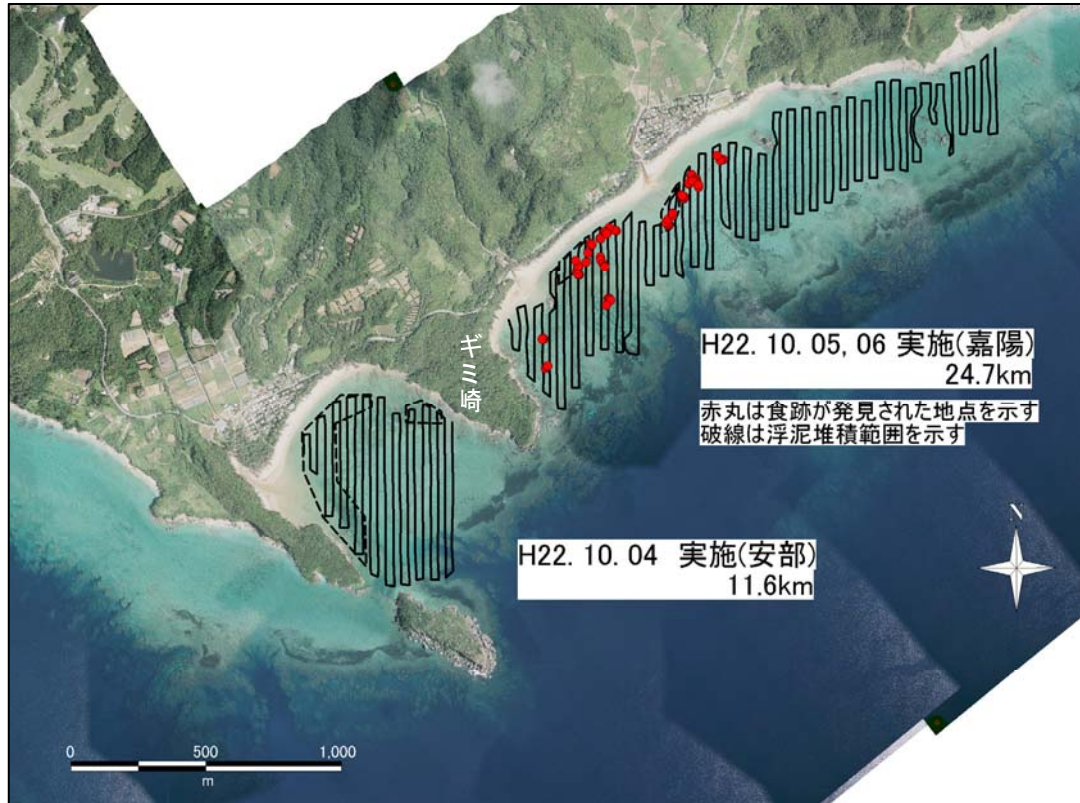 ギミ崎
H22.10.05,06 実施(嘉陽)
24.7km
赤丸は食跡が発見された地点を示す
破線は浮泥堆積範囲を示す
H22.10.04 実施(安部)
11.6km
N
0 500 1,000
m